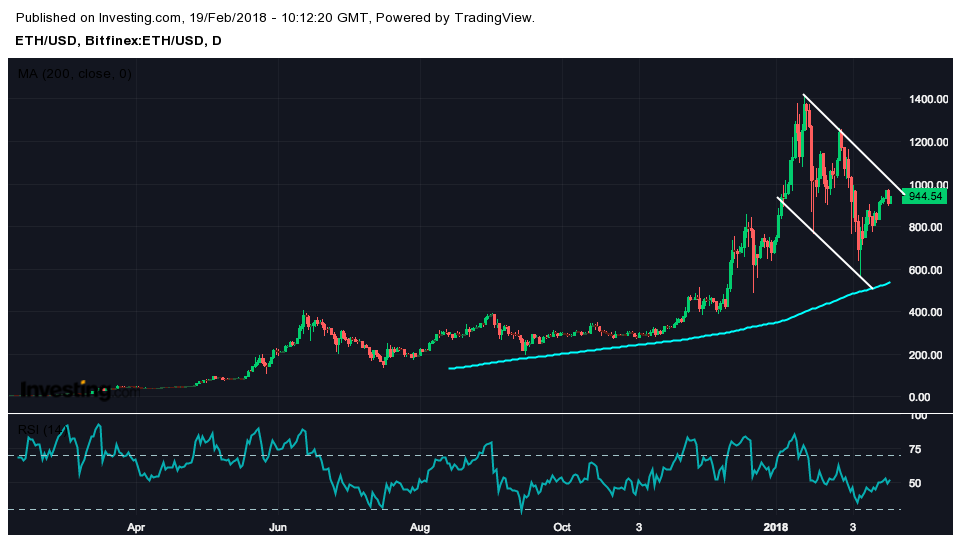 Published on Investing.com, 19/Feb/2018 - 10:12:20 GMT, Powered by TradingView.
ETH/USD, Bitfinex:ETH/USD, D
MA (200, close, 0)
1400.00
1200.00
1000.00
944.54
800.00
600.00
400.00
200.00
0.00
Investing.com
100
RSI (14)
75
50
Apr
Jun
Aug
Oct
3
2018
3